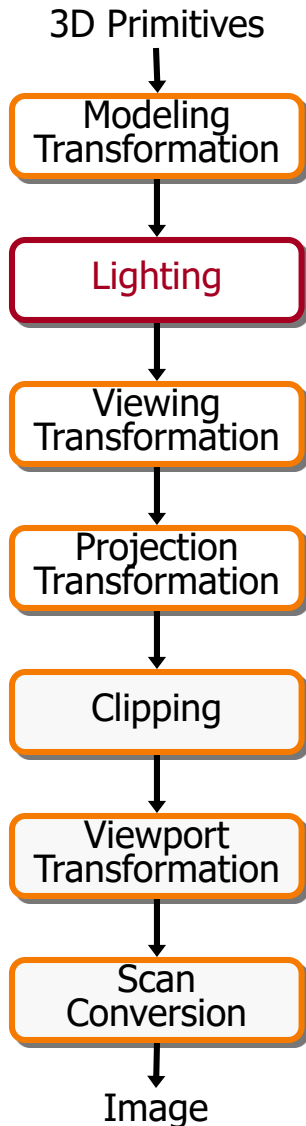 3D Primitives
Modeling
Transformation
Lighting
Viewing
Transformation
Projection
Transformation
Clipping
Viewport
Transformation
Scan
Conversion
Image